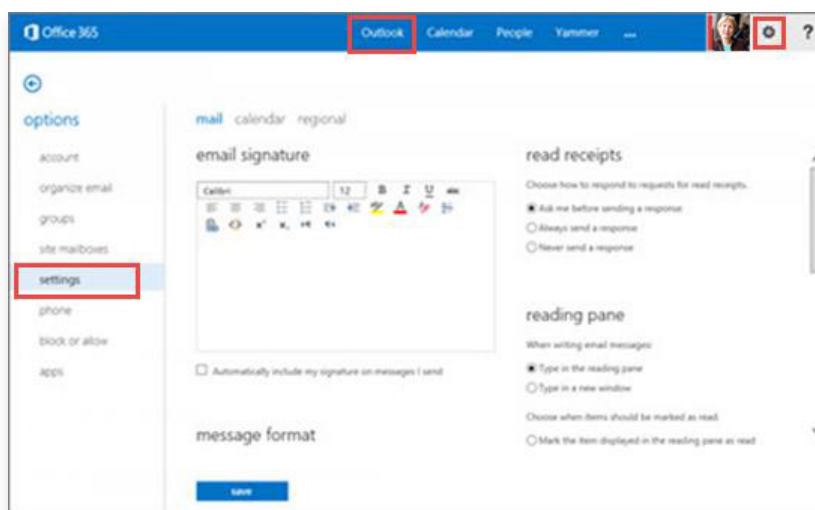 Office 365
Outlook Calendar People Yammer ... ?
options
account
organize email
groups
site mailboxes
settings
phone
block or allow
apps
mail calendar regional
email signature
Calibri 12 B I U abc
A
x² x₂
Automatically include my signature on messages I send
message format
save
read receipts
Choose how to respond to requests for read receipts.
Ask me before sending a response
Always send a response
Never send a response
reading pane
When writing email messages:
Type in the reading pane
Type in a new window
Choose when items should be marked as read.
Mark the item displayed in the reading pane as read